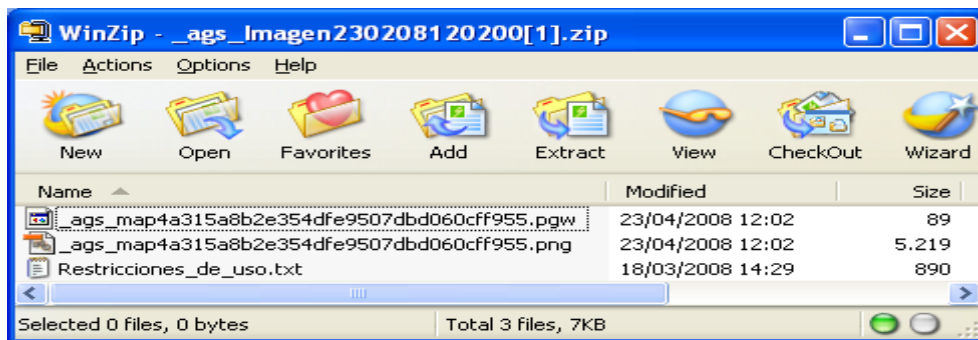 WinZip - _ags_Imagen230208120200[1].zip
File Actions Options Help
New Open Favorites Add Extract View CheckOut Wizard
Name Modified Size
_ags_map4a315a8b2e354dfe9507dbd060cff955.pgw 23/04/2008 12:02 89
_ags_map4a315a8b2e354dfe9507dbd060cff955.png 23/04/2008 12:02 5.219
Restricciones_de_uso.txt 18/03/2008 14:29 890
Selected 0 files, 0 bytes Total 3 files, 7KB